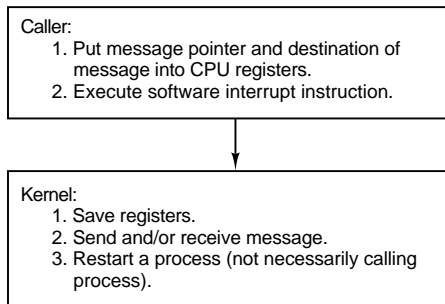 Caller:
1. Put message pointer and destination of
message into CPU registers.
2. Execute software interrupt instruction.
Kernel:
1. Save registers.
2. Send and/or receive message.
3. Restart a process (not necessarily calling
process).